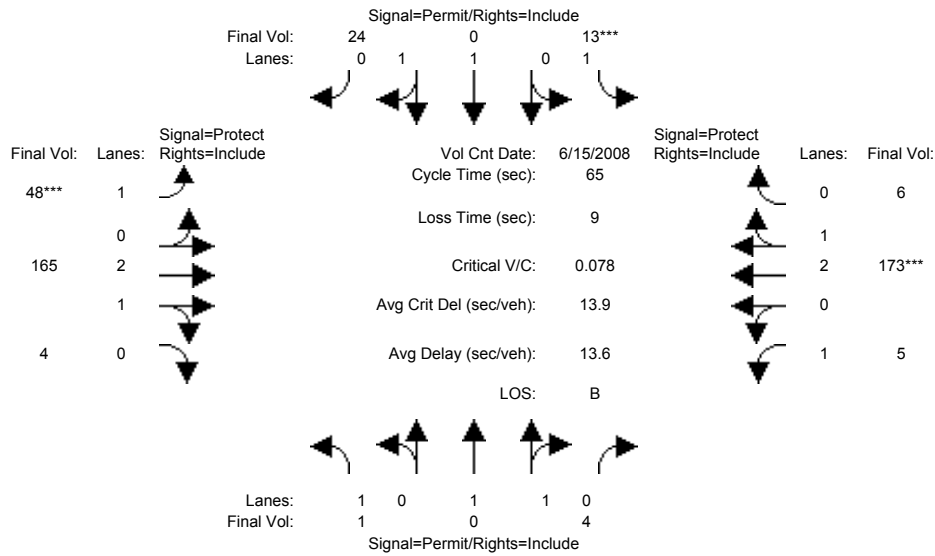 Signal=Permit/Rights=Include
Final Vol: 24 0 13***
Lanes: 0 1 1 0 1
Signal=Protect Signal=Protect
Final Vol: Lanes: Rights=Include Vol Cnt Date: 6/15/2008 Rights=Include Lanes: Final Vol:
Cycle Time (sec): 65
48*** 1 0 6
Loss Time (sec): 9
0 1
165 2 Critical V/C: 0.078 2 173***
1 Avg Crit Del (sec/veh): 13.9 0
4 0 Avg Delay (sec/veh): 13.6 1 5
LOS: B
Lanes: 1 0 1 1 0
Final Vol: 1 0 4
Signal=Permit/Rights=Include